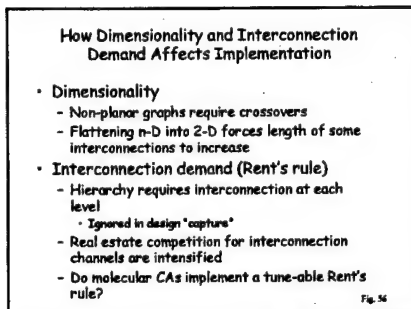 How Dimensionality and Interconnection
Demand Affects Implementation
• Dimensionality
- Non-planar graphs require crossovers
- Flattening n-D into 2-D forces length of some
interconnections to increase
• Interconnection demand (Rent's rule)
- Hierarchy requires interconnection at each
level
• Ignored in design "capture"
- Real estate competition for interconnection
channels are intensified
- Do molecular CAs implement a tune-able Rent's
rule?
Fig. 56